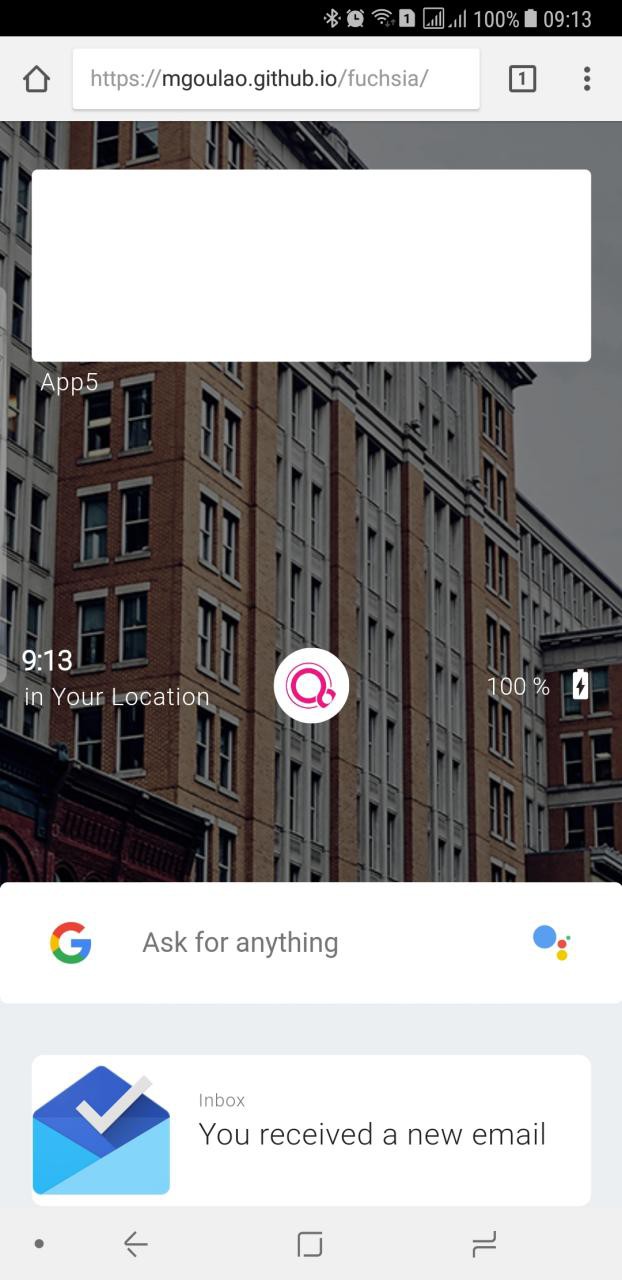 1 100% 09:13
https://mgoulao.github.io/fuchsia/ 1
App5
9:13
in Your Location
100 %
G Ask for anything
Inbox
You received a new email